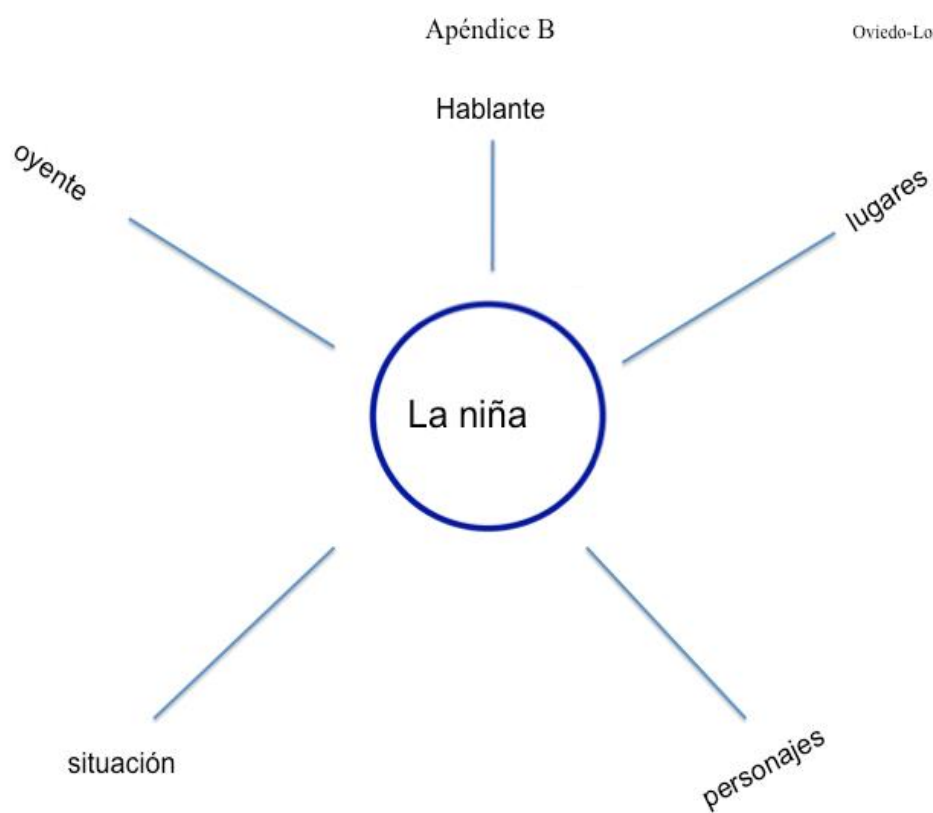 Apéndice B
Oviedo-Lo
Hablante
oyente
lugares
La niña
situación
personajes